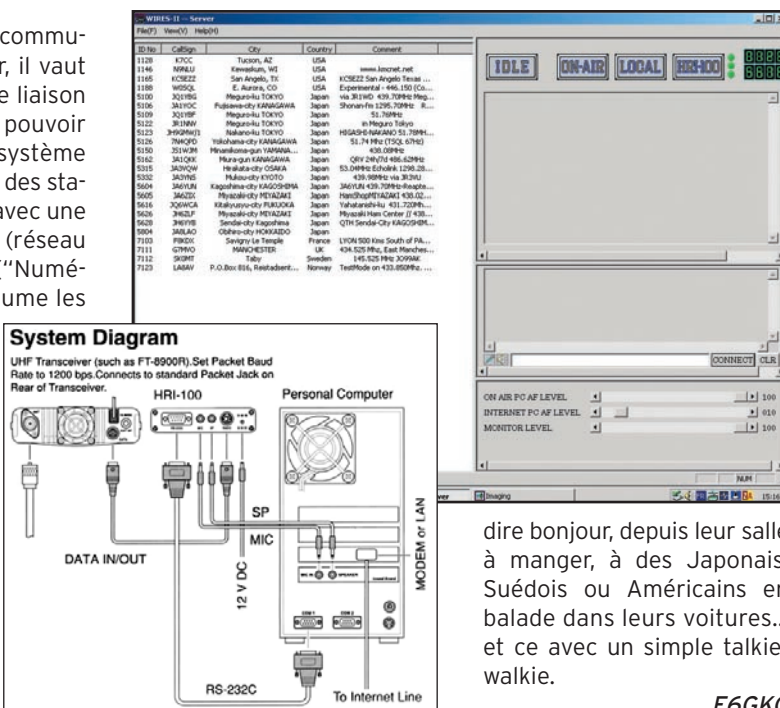 commu-
r, il vaut
e liaison
pouvoir
système
des sta-
avec une
(réseau
("Numé-
ume les
WIRES-II -- Server
File(F) View(V) Help(H)
ID No CallSign City Country Comment
1128 K7CC Tucson, AZ USA
1146 N9NLU Kewaskum, WI USA www.kmcnet.net
1165 KC5EZZ San Angelo, TX USA KC5EZZ San Angelo Texas ...
1188 W0SQL E. Aurora, CO USA Experimental - 446.150 (Co...
5100 JQ1YBG Meguro-ku TOKYO Japan via JR1WD 439.70MHz Meg...
5106 JA1YOC Fujisawa-city KANAGAWA Japan Shonan-fm 1295.70MHz R...
5109 JQ1YBF Meguro-ku TOKYO Japan 51.76MHz
5122 JR1NNV Meguro-ku TOKYO Japan in Meguro Tokyo
5123 Nakano-ku TOKYO Japan HIGASHI-NAKANO 51.78MH...
5126 7N4QPD Yokohama-city KANAGAWA Japan 51.74 Mhz (TSQL 67Hz)
5150 JS1WJM Minamikoma-gun YAMANA... Japan 438.08MHz
5162 JA1QKK Mura-gun KANAGAWA Japan QRV 24h/7d 486.62MHz
5315 JA3VQW Hirakata-city OSAKA Japan 53.04MHz Echolink 1298.28...
5332 JA3YNS Mukou-city KYOTO Japan 439.98MHz via JR3VU
5604 JA6YUN Kagoshima-city KAGOSHIMA Japan JA6YUN 439.70MHz-Reapte...
5605 JA6ZIX Miyazaki-city MIYAZAKI Japan HamShopMIYAZAKI 438.02...
5616 JQ6WCA Kitakyusyu-city FUKUOKA Japan Yahatanishi-ku 431.720Mh...
5626 JH6ZLF Miyazaki-city MIYAZAKI Japan Miyazaki Ham Center // 438...
5628 JH6YYB Sendai-city Kagoshima Japan QTH Sendai-City KAGOSHIM...
5804 JA8LAO Obihiro-city HOKKAIDO Japan
7103 F8KDX Savigny Le Temple France LYON 500 Kms South of PA...
7111 G7MVO MANCHESTER UK 434.525 Mhz, East Manches...
7112 SK0MT Taby Sweden 145.525 MHz JO99AK
7123 LA8AV P.O.Box 816, Reistadsent... Norway TestMode on 433.850Mhz. ...
IDLE ON-AIR LOCAL HRI-100
CONNECT CLR
ON AIR PC AF LEVEL 100
INTERNET PC AF LEVEL 010
MONITOR LEVEL 100
NUM
ver Imaging 15:16
System Diagram
UHF Transceiver (such as FT-8900R).Set Packet Baud
Rate to 1200 bps.Connects to standard Packet Jack on
Rear of Transceiver.
HRI-100
Personal Computer
SP
MIC
DATA IN/OUT
12 V DC
MODEM or LAN
MIC IN SPEAKER
COM 1 COM 2
RS-232C
To Internet Line
dire bonjour, depuis leur salle
à manger, à des Japonais,
Suédois ou Américains en
balade dans leurs voitures...
et ce avec un simple talkie-
walkie.